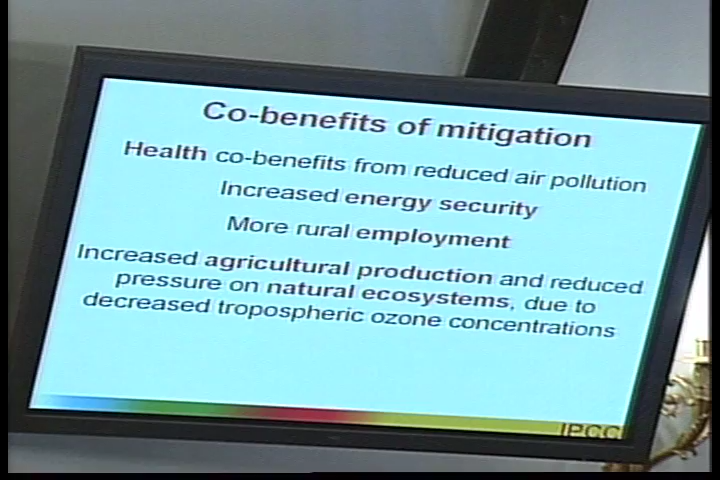 Co-benefits of mitigation
Health co-benefits from reduced air pollution
Increased energy security
More rural employment
Increased agricultural production and reduced
pressure on natural ecosystems, due to
decreased tropospheric ozone concentrations
IPCC